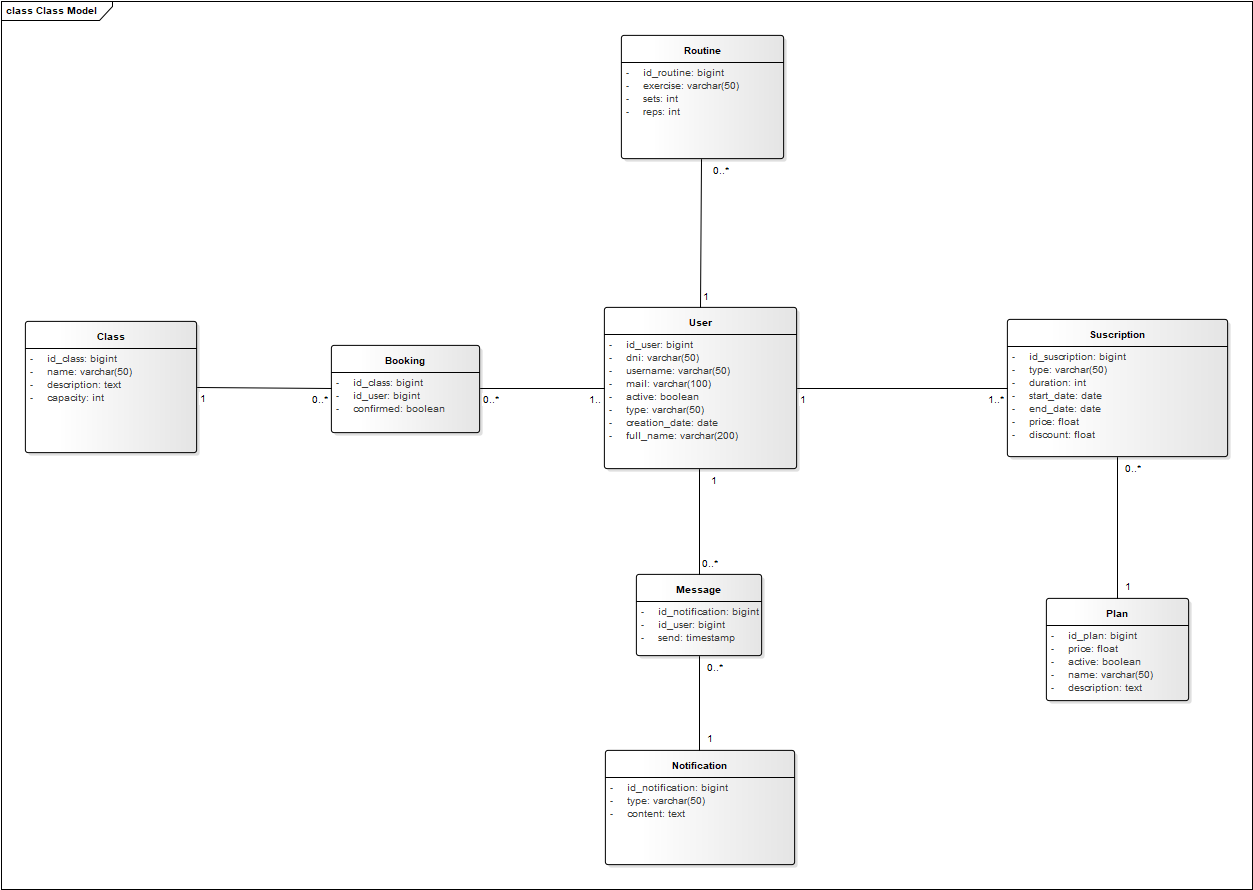 class Class Model
Routine
- id_routine: bigint
- exercise: varchar(50)
- sets: int
- reps: int
0..*
1
Class
- id_class: bigint
- name: varchar(50)
- description: text
- capacity: int
1
0..*
Booking
- id_class: bigint
- id_user: bigint
- confirmed: boolean
0..*
1..
User
- id_user: bigint
- dni: varchar(50)
- username: varchar(50)
- mail: varchar(100)
- active: boolean
- type: varchar(50)
- creation_date: date
- full_name: varchar(200)
1
1..*
Suscription
- id_suscription: bigint
- type: varchar(50)
- duration: int
- start_date: date
- end_date: date
- price: float
- discount: float
0..*
1
Plan
- id_plan: bigint
- price: float
- active: boolean
- name: varchar(50)
- description: text
1
0..*
Message
- id_notification: bigint
- id_user: bigint
- send: timestamp
0..*
1
Notification
- id_notification: bigint
- type: varchar(50)
- content: text